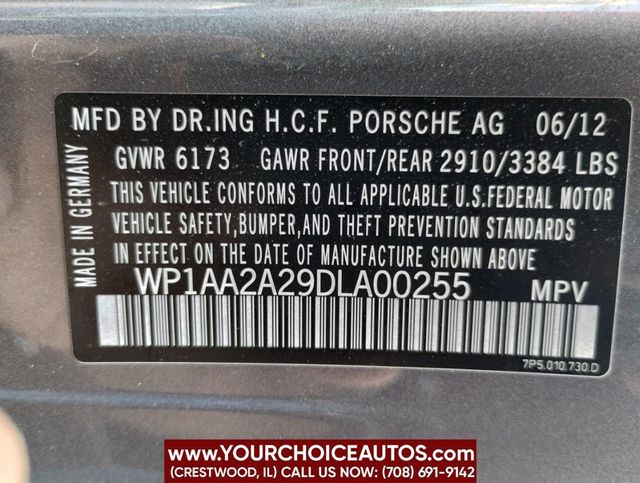 MADE IN GERMANY
MFD BY DR.ING H.C.F. PORSCHE AG 06/12
GVWR 6173 GAWR FRONT/REAR 2910/3384 LBS
THIS VEHICLE CONFORMS TO ALL APPLICABLE U.S.FEDERAL MOTOR
VEHICLE SAFETY,BUMPER,AND THEFT PREVENTION STANDARDS
IN EFFECT ON THE DATE OF MANUFACTURE SHOWN ABOVE
WP1AA2A29DLA00255 MPV
7P5.010.730.D
WWW.YOURCHOICEAUTOS.COM
(CRESTWOOD, IL) CALL US NOW: (708) 691-9142